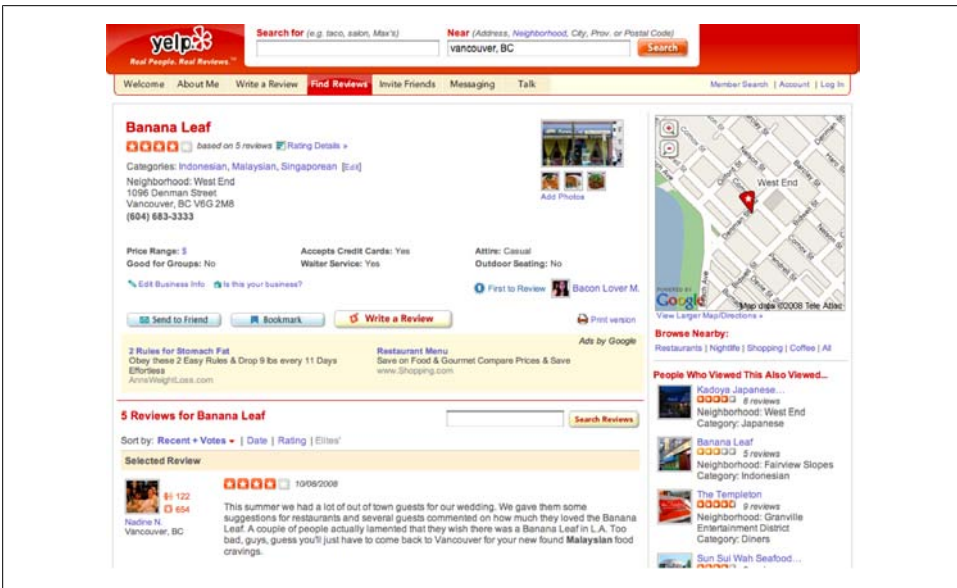 yelp
Real People. Real Reviews.™
Search for (e.g. taco, salon, Max's)
Near (Address, Neighborhood, City, Prov. or Postal Code)
vancouver, BC
Search
Welcome About Me Write a Review Find Reviews Invite Friends Messaging Talk
Member Search | Account | Log In
Banana Leaf
based on 5 reviews Rating Details »
Categories: Indonesian, Malaysian, Singaporean [Edit]
Neighborhood: West End
1096 Denman Street
Vancouver, BC V6G 2M8
(604) 683-3333
Add Photos
Price Range: $
Accepts Credit Cards: Yes
Attire: Casual
Good for Groups: No
Waiter Service: Yes
Outdoor Seating: No
Edit Business Info Is this your business?
First to Review Bacon Lover M.
Send to Friend
Bookmark
Write a Review
Print version
Ads by Google
2 Rules for Stomach Fat
Obey these 2 Easy Rules & Drop 9 lbs every 11 Days
Effortless
AnnsWeightLoss.com
Restaurant Menu
Save on Food & Gourmet Compare Prices & Save
www.Shopping.com
5 Reviews for Banana Leaf
Search Reviews
Sort by: Recent + Votes | Date | Rating | Elites'
Selected Review
122
654
Nadine N.
Vancouver, BC
10/08/2008
This summer we had a lot of out of town guests for our wedding. We gave them some
suggestions for restaurants and several guests commented on how much they loved the Banana
Leaf. A couple of people actually lamented that they wish there was a Banana Leaf in L.A. Too
bad, guys, guess you'll just have to come back to Vancouver for your new found Malaysian food
cravings.
West End
Denman St
POWERED BY
Google
Map data ©2008 Tele Atlas
View Larger Map/Directions »
Browse Nearby:
Restaurants | Nightlife | Shopping | Coffee | All
People Who Viewed This Also Viewed...
Kadoya Japanese...
6 reviews
Neighborhood: West End
Category: Japanese
Banana Leaf
5 reviews
Neighborhood: Fairview Slopes
Category: Indonesian
The Templeton
9 reviews
Neighborhood: Granville
Entertainment District
Category: Diners
Sun Sui Wah Seafood...